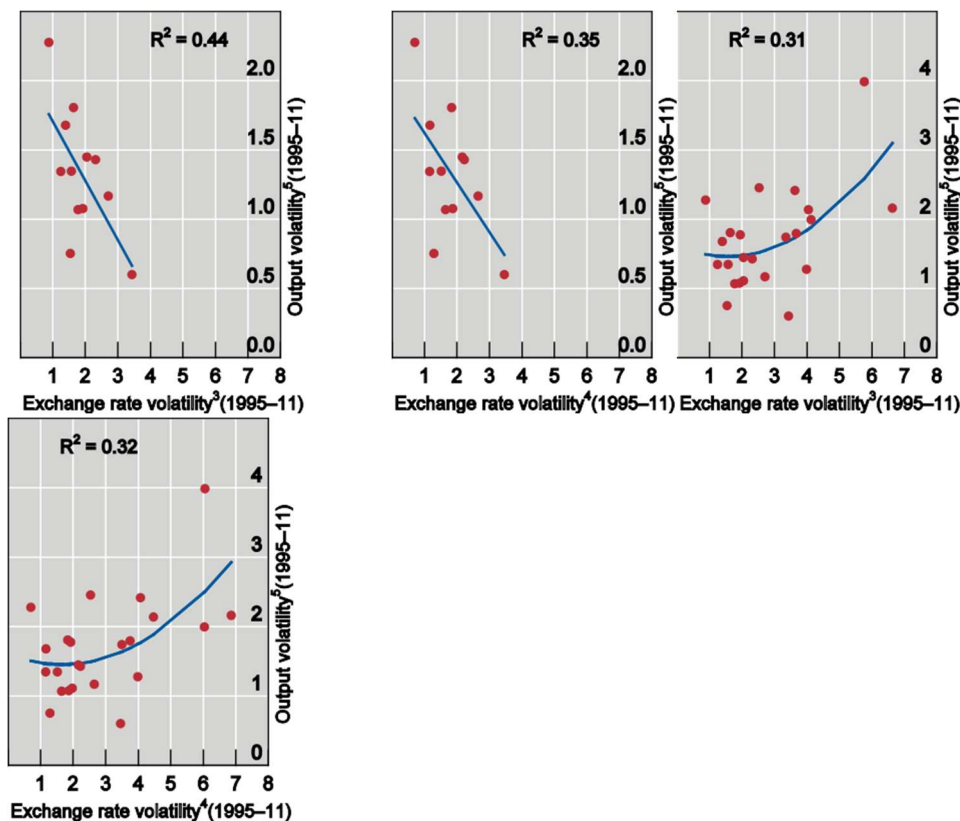 R² = 0.44
2.0
1.5
1.0
0.5
0.0
Output volatility⁵ (1995–11)
1 2 3 4 5 6 7 8
Exchange rate volatility³ (1995–11)
R² = 0.35
2.0
1.5
1.0
0.5
0.0
Output volatility⁵ (1995–11)
1 2 3 4 5 6 7 8
Exchange rate volatility⁴ (1995–11)
R² = 0.31
4
3
2
1
0
Output volatility⁵ (1995–11)
1 2 3 4 5 6 7 8
Exchange rate volatility³ (1995–11)
R² = 0.32
4
3
2
1
0
Output volatility⁵ (1995–11)
1 2 3 4 5 6 7 8
Exchange rate volatility⁴ (1995–11)